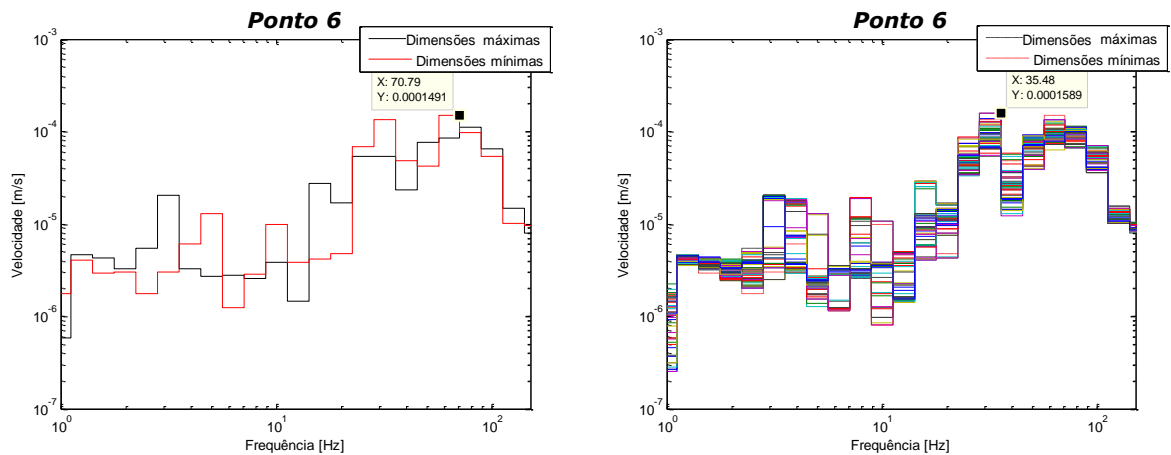 Ponto 6
Dimensões máximas
Dimensões mínimas
X: 70.79
Y: 0.0001491
Velocidade [m/s]
10^-3
10^-4
10^-5
10^-6
10^-7
10^0
10^1
10^2
Frequência [Hz]
Ponto 6
Dimensões máximas
Dimensões mínimas
X: 35.48
Y: 0.0001589
Velocidade [m/s]
10^-3
10^-4
10^-5
10^-6
10^-7
10^0
10^1
10^2
Frequência [Hz]